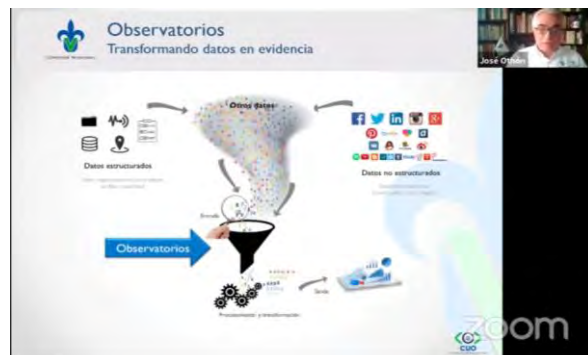 Observatorios
Transformando datos en evidencia
José Othón
Otros datos
Datos estructurados
Datos no estructurados
Entrada
Observatorios
Salida
Procesamiento y transformación
CUO
zoom